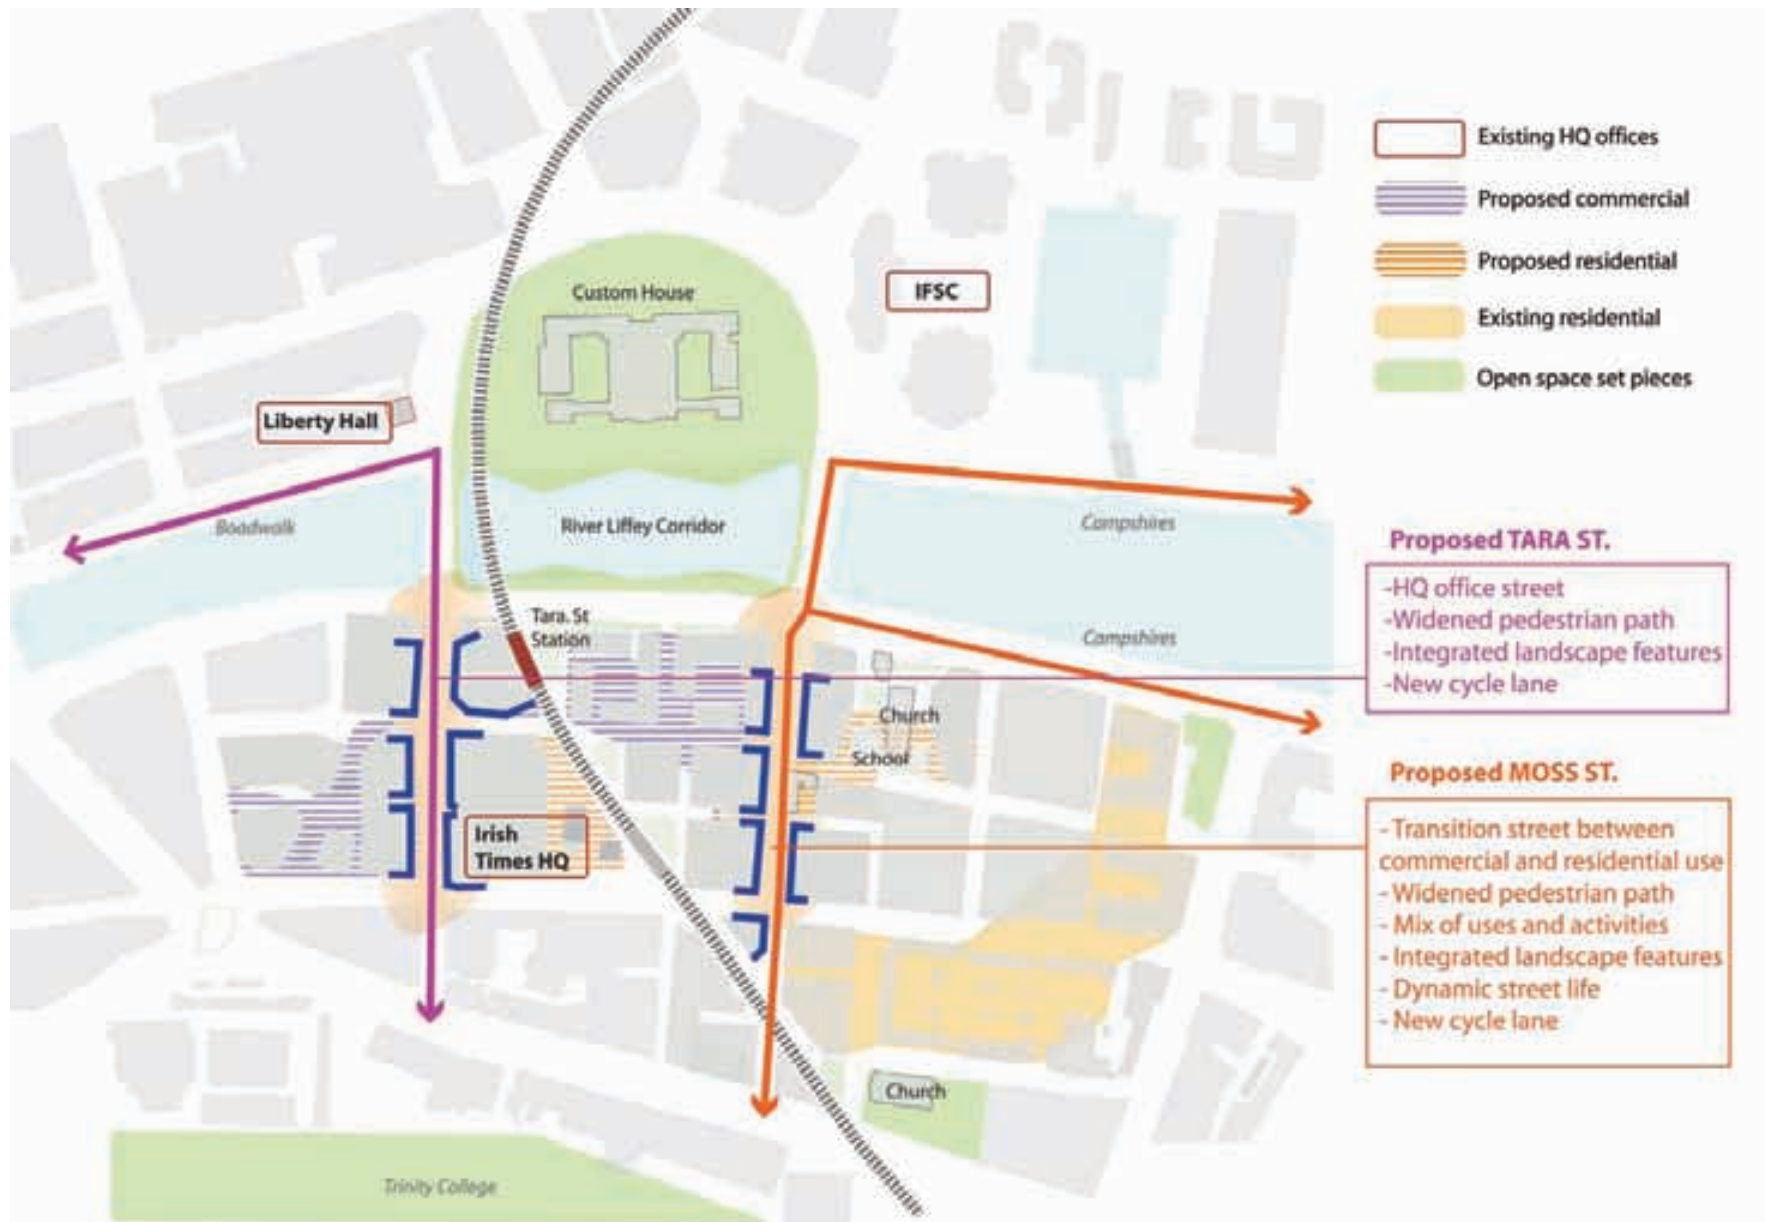 Existing HQ offices
Proposed commercial
Proposed residential
Existing residential
Open space set pieces
Custom House
IFSC
Liberty Hall
Boadwalk
River Liffey Corridor
Campshires
Campshires
Tara. St
Station
Church
School
Irish
Times HQ
Church
Trinity College
Proposed TARA ST.
-HQ office street
-Widened pedestrian path
-Integrated landscape features
-New cycle lane
Proposed MOSS ST.
- Transition street between
commercial and residential use
- Widened pedestrian path
- Mix of uses and activities
- Integrated landscape features
- Dynamic street life
- New cycle lane